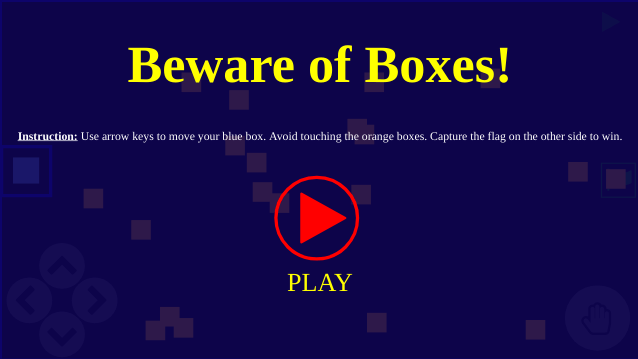 Beware of Boxes!
Instruction: Use arrow keys to move your blue box. Avoid touching the orange boxes. Capture the flag on the other side to win.
PLAY